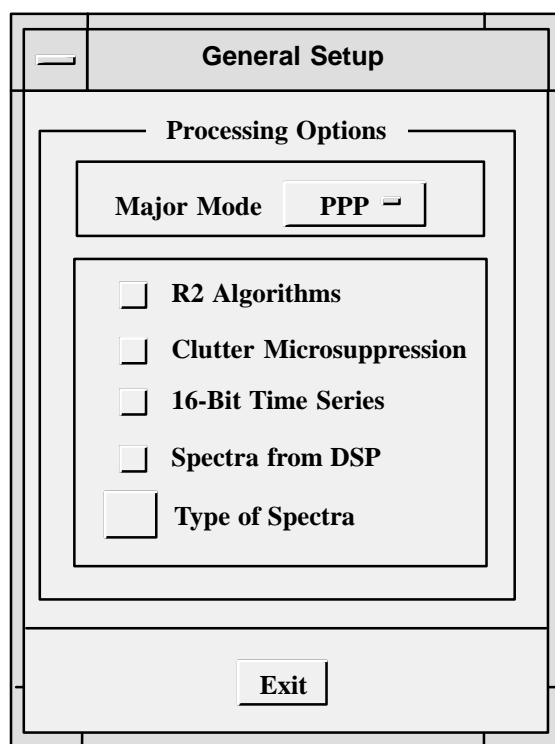 General Setup
Processing Options
Major Mode PPP
R2 Algorithms
Clutter Microsuppression
16-Bit Time Series
Spectra from DSP
Type of Spectra
Exit